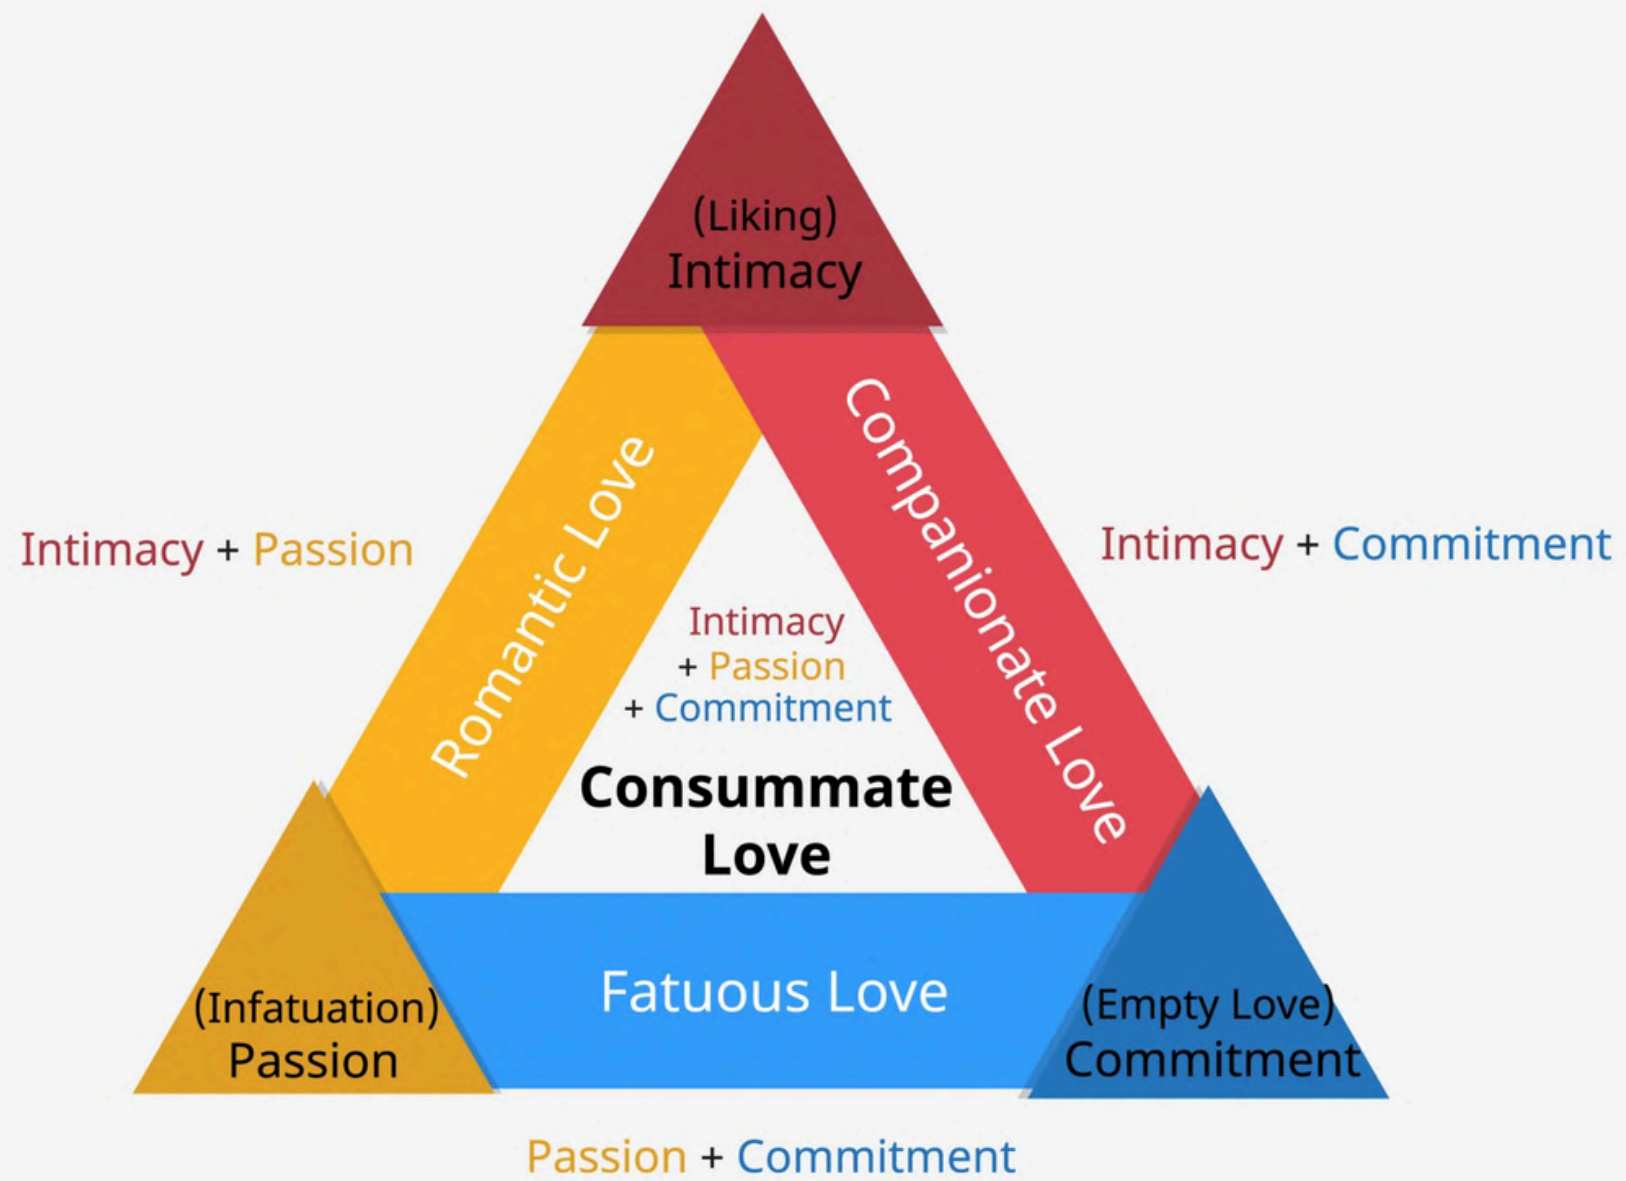 (Liking)
Intimacy
Romantic Love
Companionate Love
Intimacy + Passion
Intimacy + Commitment
Intimacy
+ Passion
+ Commitment
Consummate
Love
Fatuous Love
(Infatuation)
Passion
(Empty Love)
Commitment
Passion + Commitment